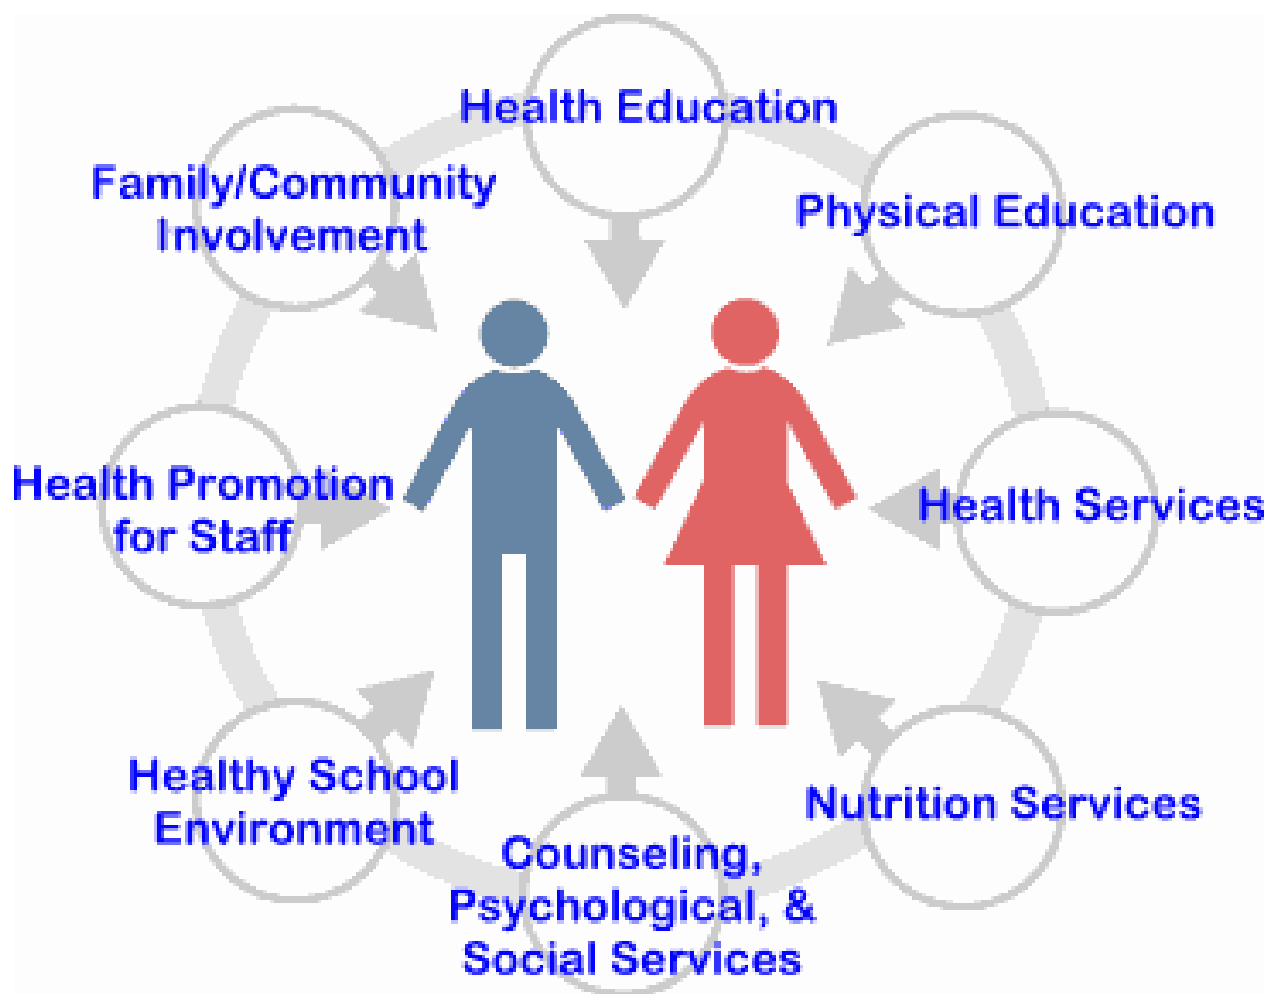 Health Education
Family/Community
Involvement
Physical Education
Health Promotion
for Staff
Health Services
Healthy School
Environment
Nutrition Services
Counseling,
Psychological, &
Social Services